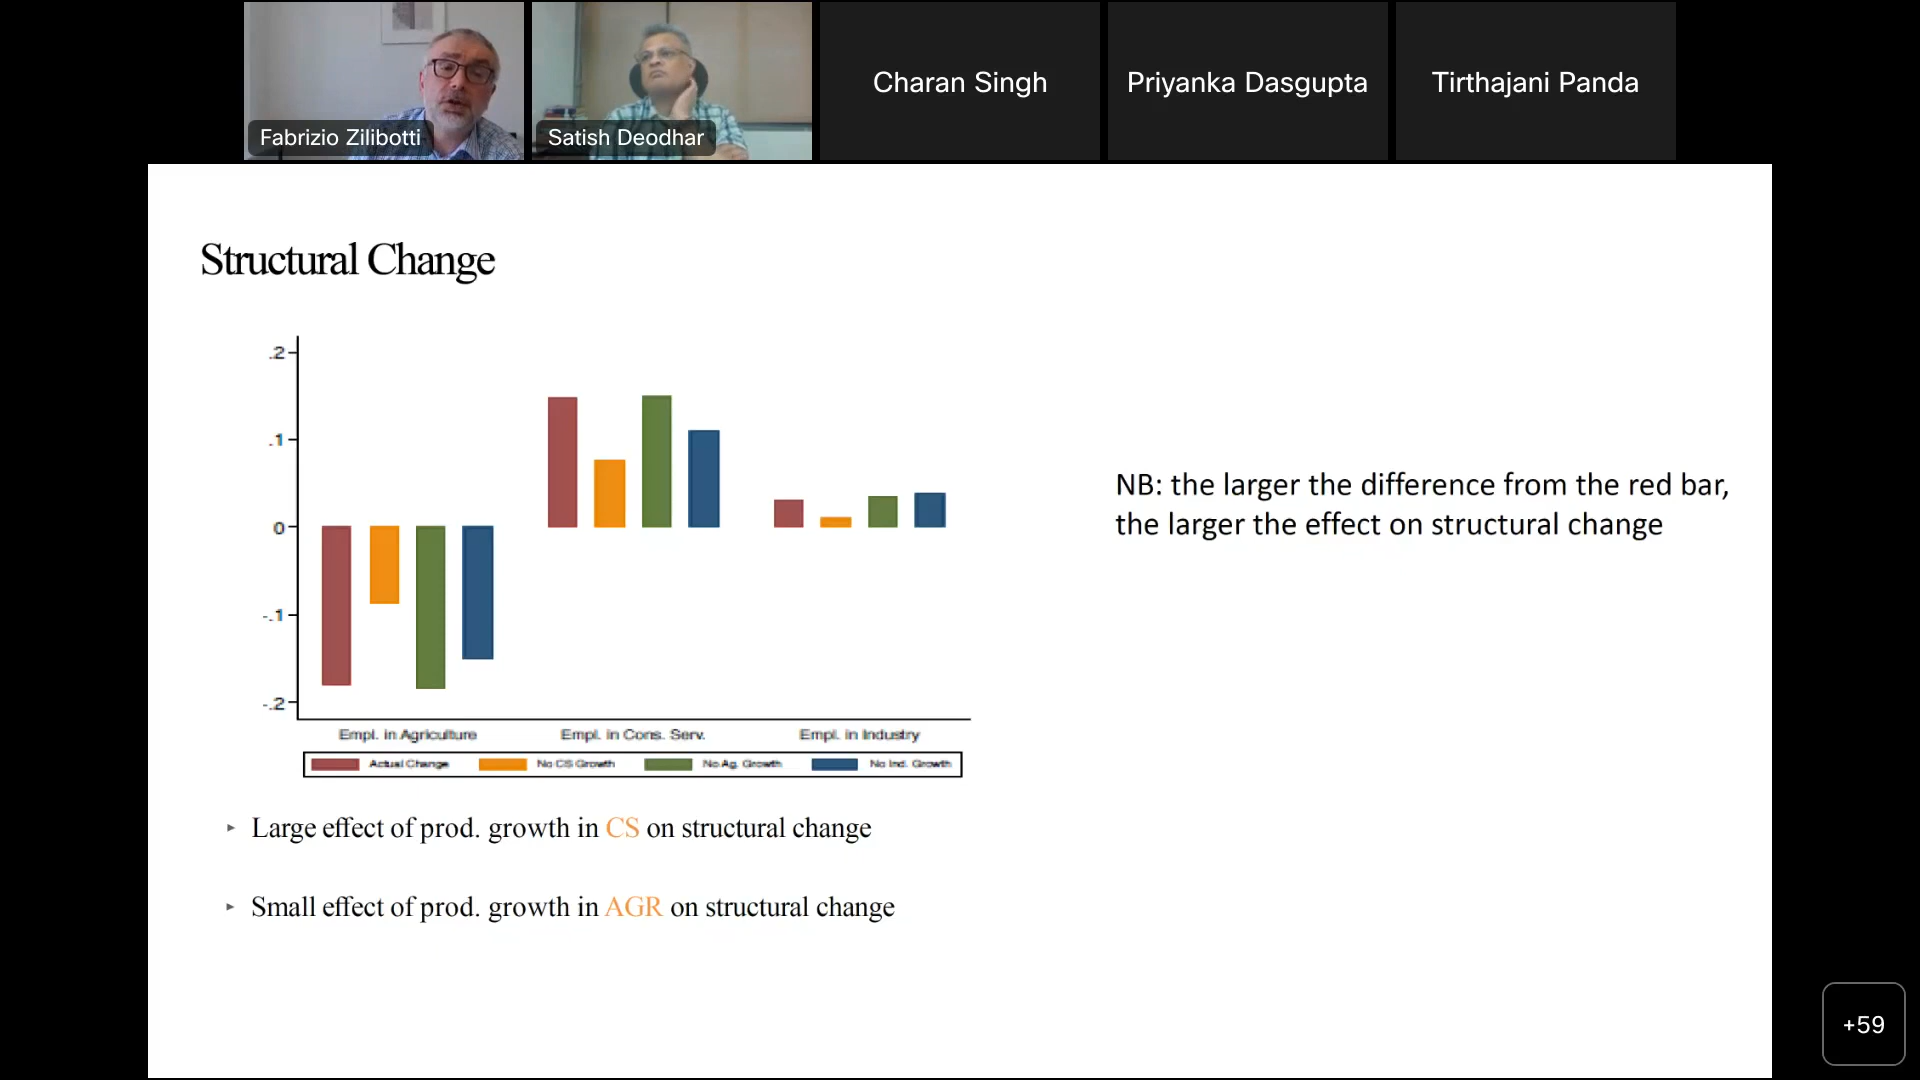 Fabrizio Zilibotti
Satish Deodhar
Charan Singh
Priyanka Dasgupta
Tirthajani Panda
Structural Change
.2
.1
0
-.1
-.2
Empl. in Agriculture
Empl. in Cons. Serv.
Empl. in Industry
Actual Change
No CS Growth
No Ag. Growth
No Ind. Growth
NB: the larger the difference from the red bar,
the larger the effect on structural change
▸ Large effect of prod. growth in CS on structural change
▸ Small effect of prod. growth in AGR on structural change
+59